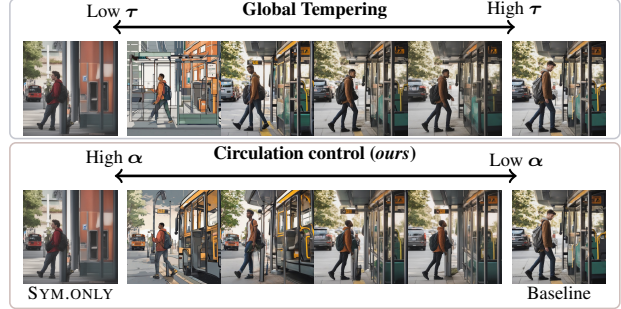 Low τ
Global Tempering
High τ
High α
Circulation control (ours)
Low α
SYM.ONLY
Baseline